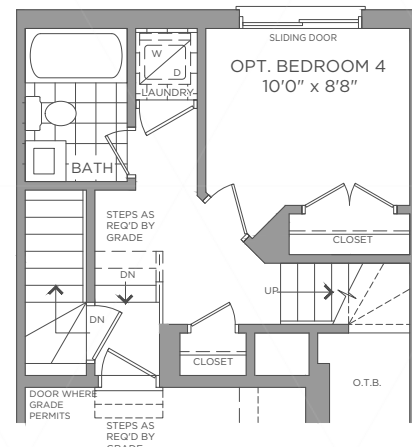 SLIDING DOOR
OPT. BEDROOM 4
10'0" x 8'8"
W
D
LAUNDRY
BATH
STEPS AS
REQ'D BY
GRADE
DN
CLOSET
UP
DN
CLOSET
O.T.B.
DOOR WHERE
GRADE
PERMITS
STEPS AS
REQ'D BY
GRADE